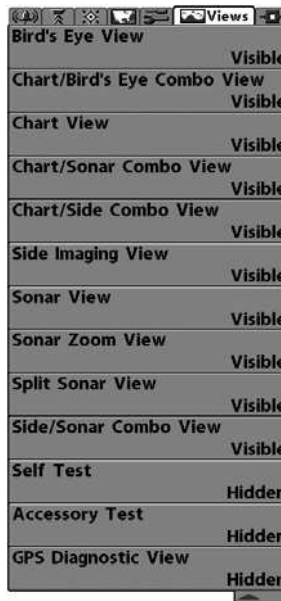 Views
Bird's Eye View
Visible
Chart/Bird's Eye Combo View
Visible
Chart View
Visible
Chart/Sonar Combo View
Visible
Chart/Side Combo View
Visible
Side Imaging View
Visible
Sonar View
Visible
Sonar Zoom View
Visible
Split Sonar View
Visible
Side/Sonar Combo View
Visible
Self Test
Hidden
Accessory Test
Hidden
GPS Diagnostic View
Hidden